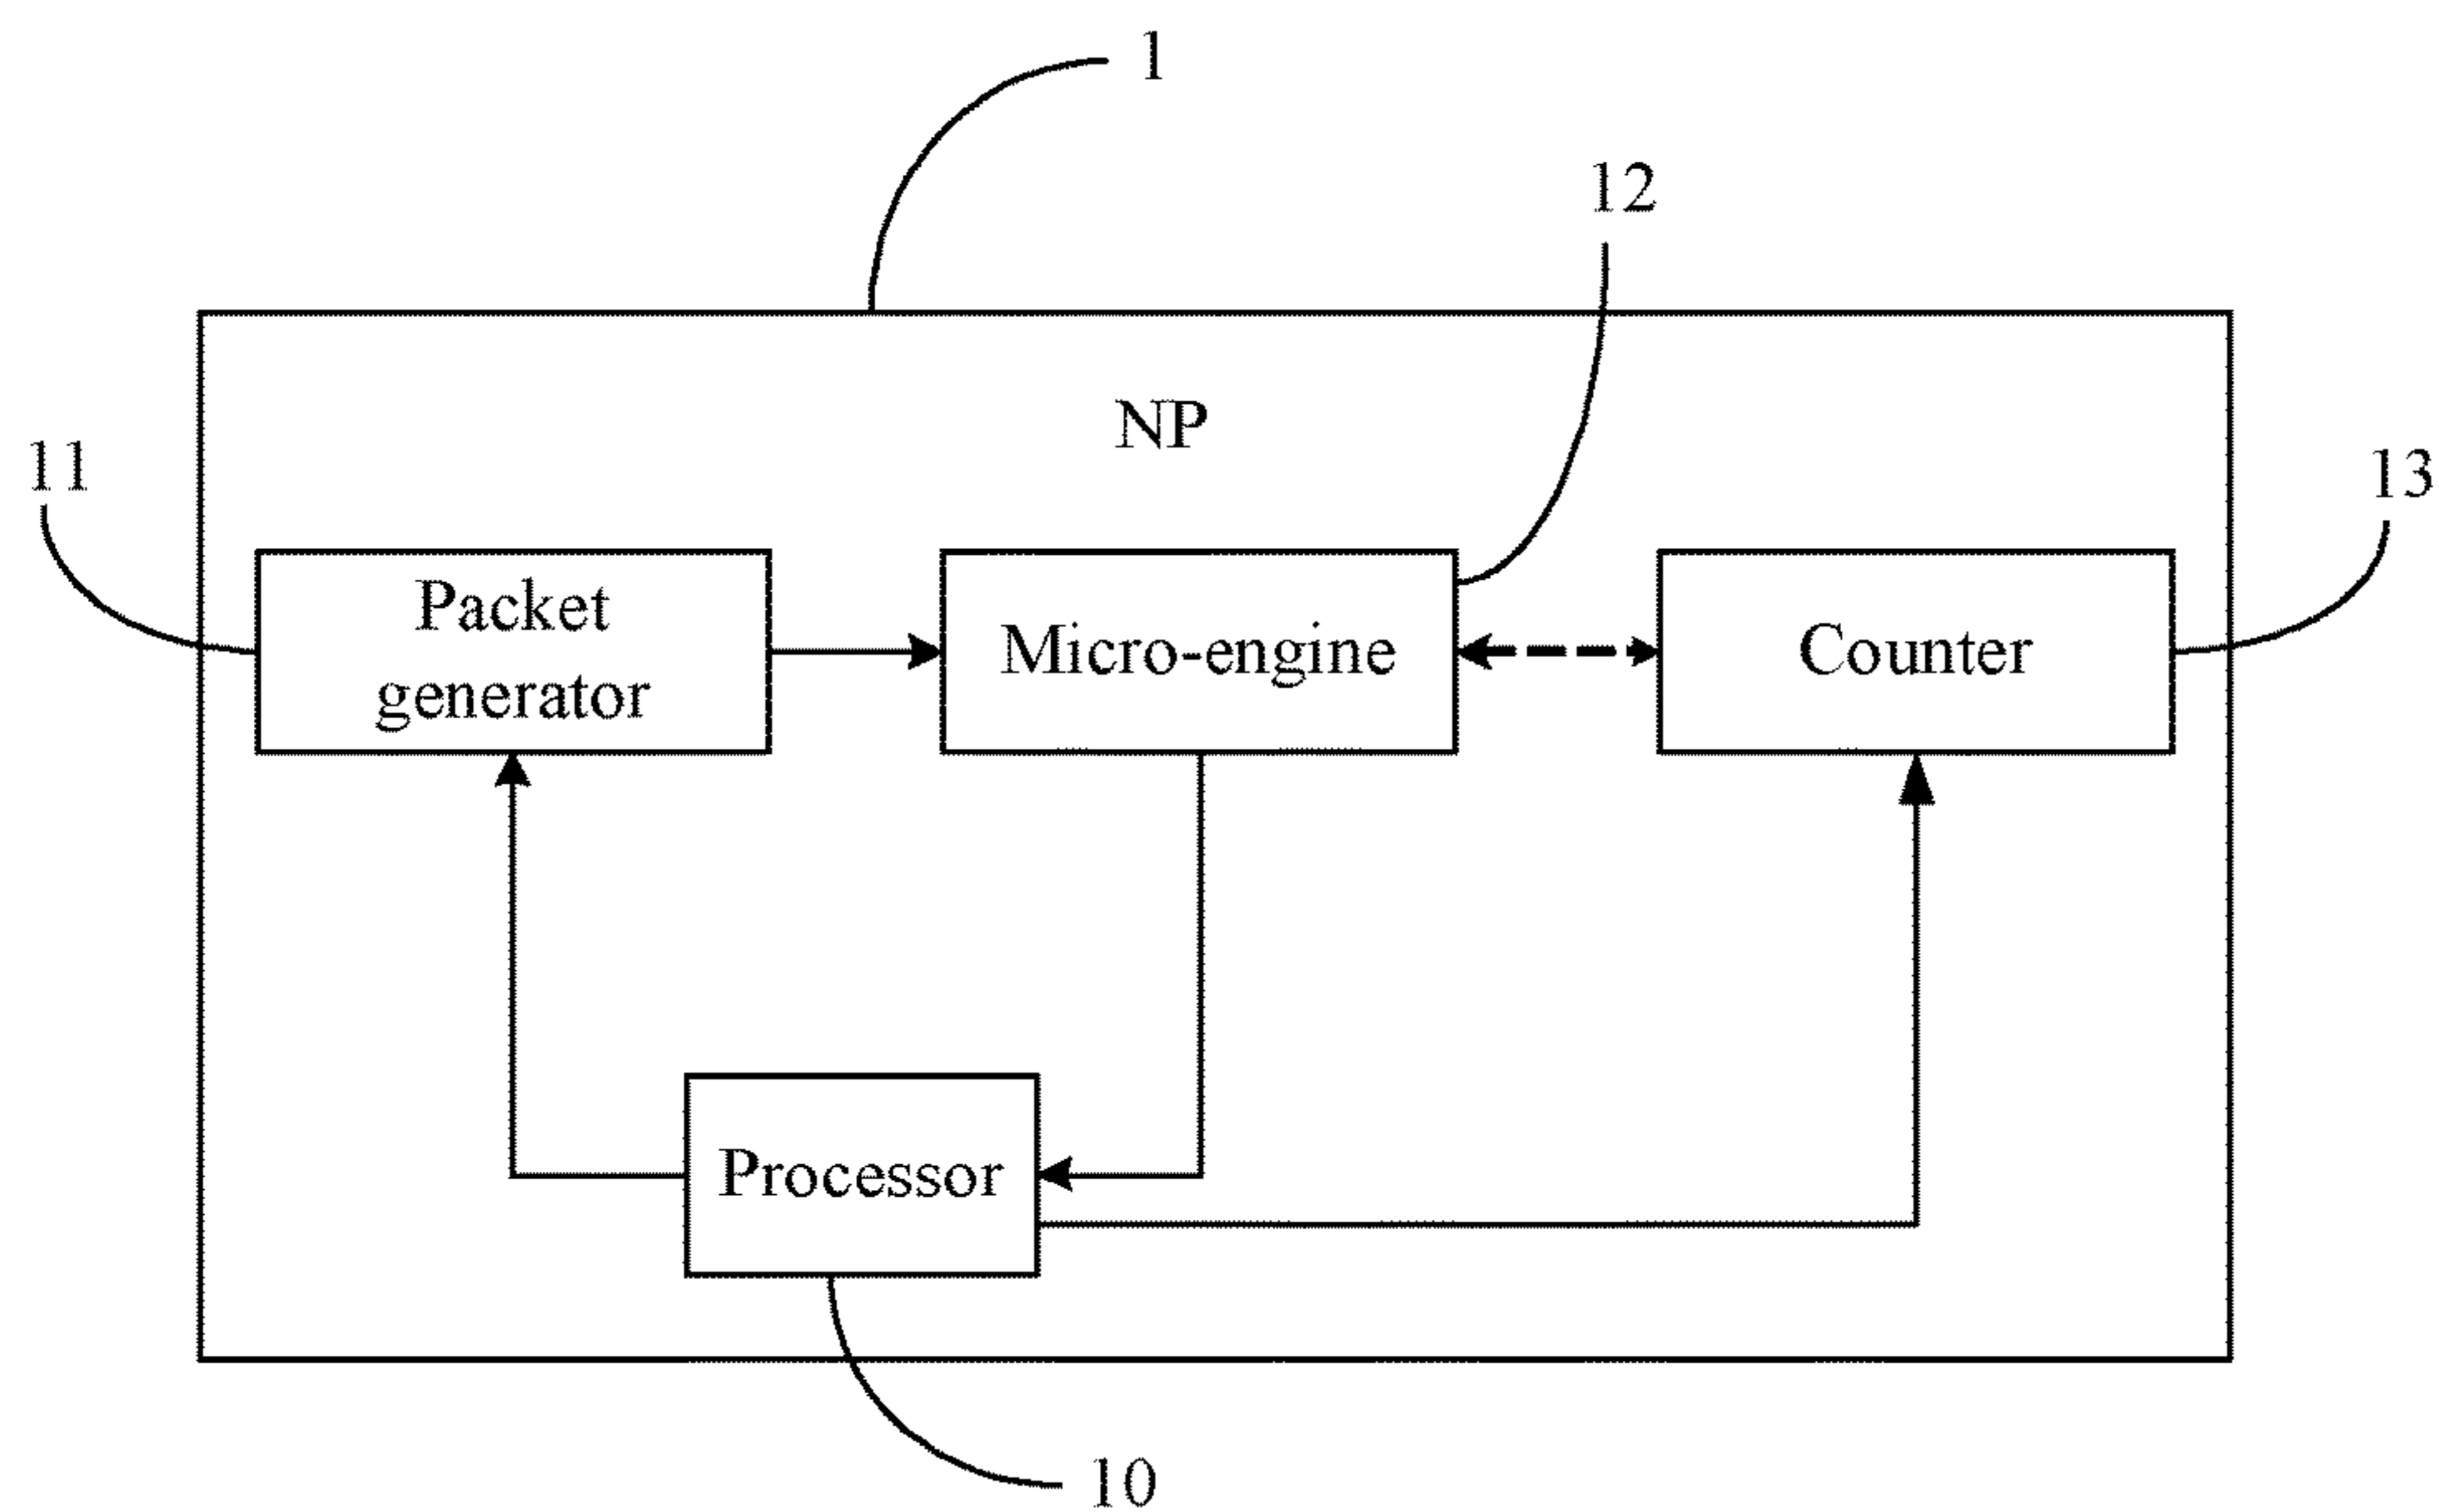 1
12
NP
11
13
Packet
generator
Micro-engine
Counter
Processor
10